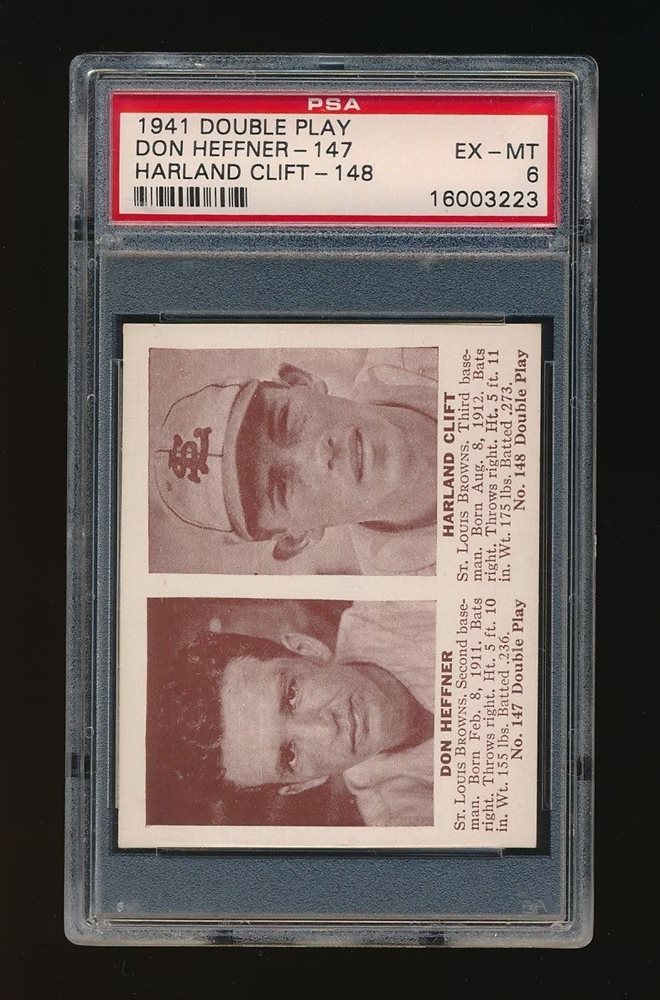 PSA
1941 DOUBLE PLAY
DON HEFFNER - 147 EX - MT
HARLAND CLIFT - 148 6
16003223
DON HEFFNER
ST. LOUIS BROWNS. Second base-
man. Born Feb. 8, 1911. Bats
right. Throws right. Ht. 5 ft. 10
in. Wt. 155 lbs. Batted .236.
No. 147 Double Play
HARLAND CLIFT
ST. LOUIS BROWNS. Third base-
man. Born Aug. 8, 1912. Bats
right. Throws right. Ht. 5 ft. 11
in. Wt. 175 lbs. Batted .273.
No. 148 Double Play